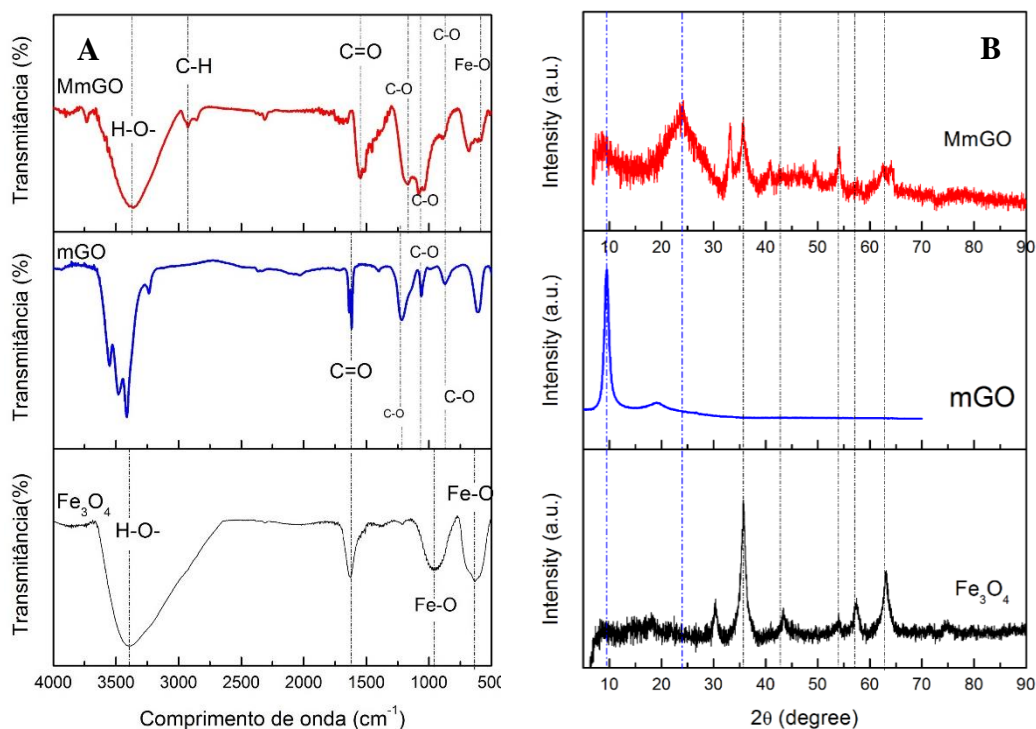 A
MmGO
H-O-
C-H
C=O
C-O
C-O
C-O
Fe-O
Transmitância (%)
mGO
C=O
C-O
C-O
C-O
Transmitância (%)
Fe3O4
H-O-
Fe-O
Fe-O
Transmitância(%)
4000 3500 3000 2500 2000 1500 1000 500
Comprimento de onda (cm-1)
B
MmGO
Intensity (a.u.)
10 20 30 40 50 60 70 80 90
mGO
Intensity (a.u.)
Fe3O4
Intensity (a.u.)
10 20 30 40 50 60 70 80 90
2θ (degree)